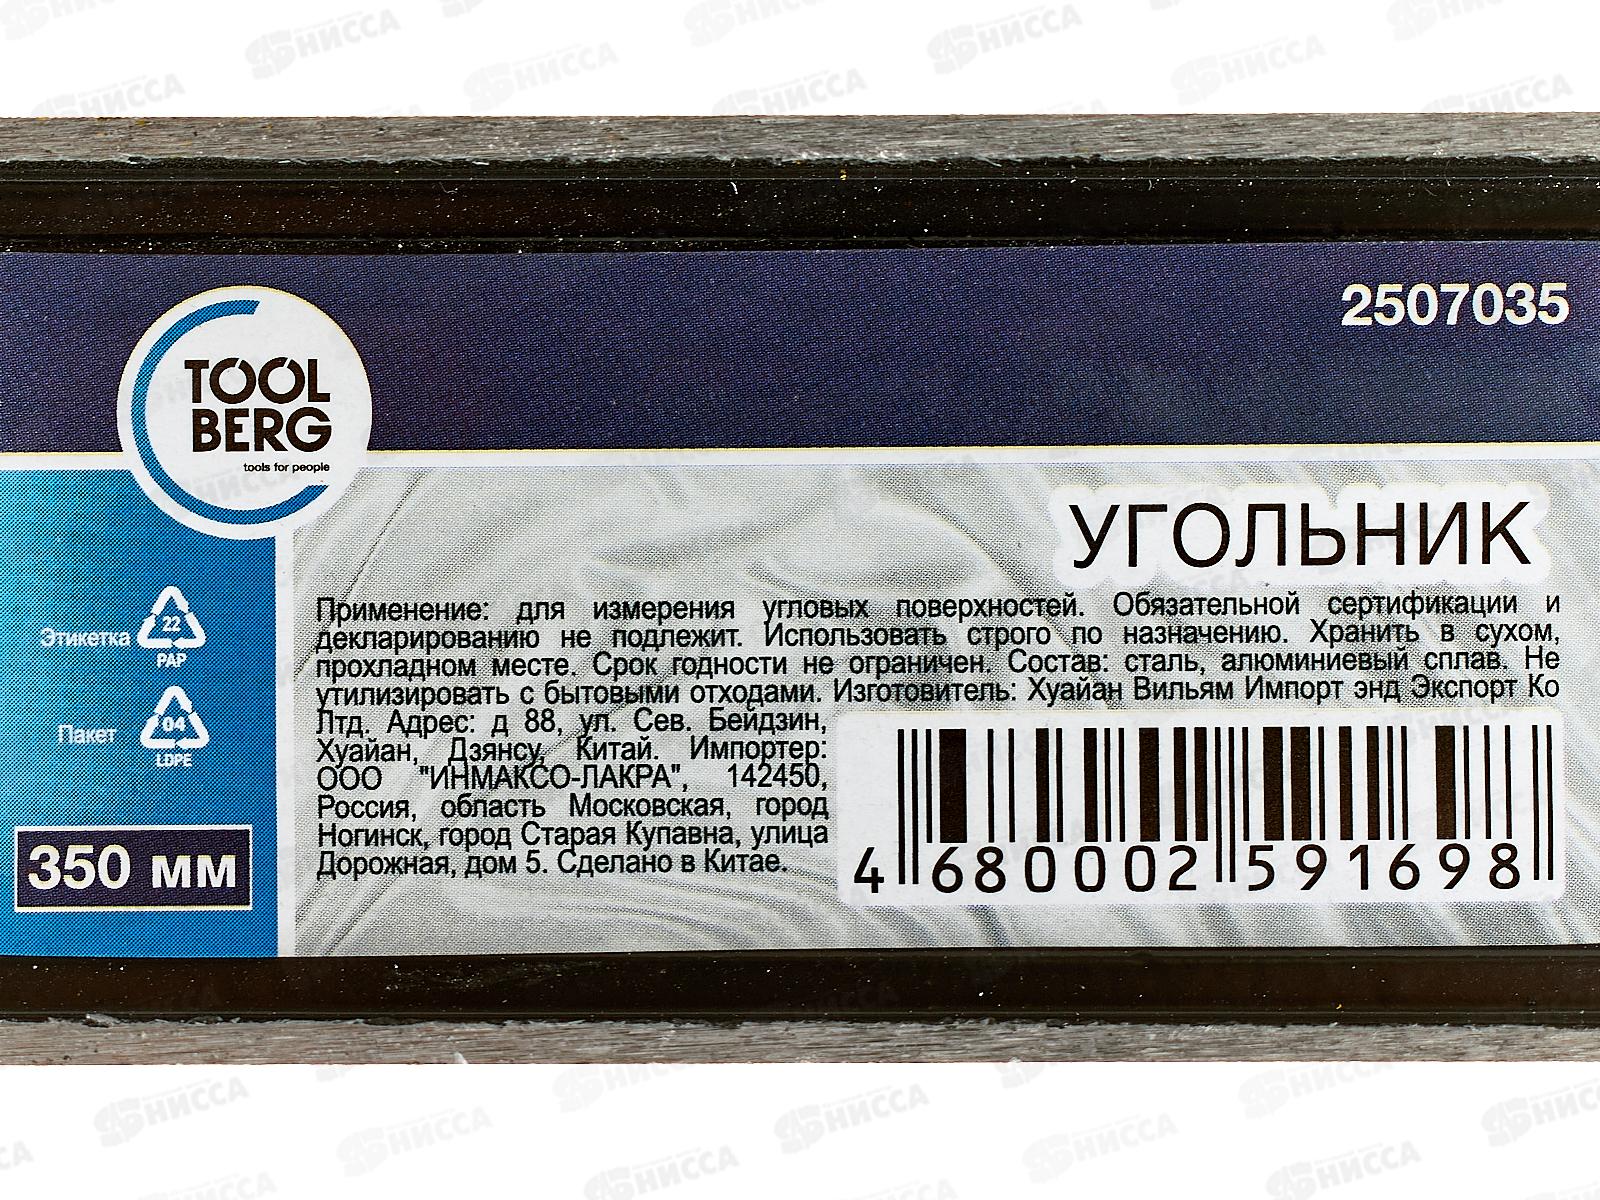 2507035
TOOL
BERG
tools for people
УГОЛЬНИК
Применение: для измерения угловых поверхностей. Обязательной сертификации и
декларированию не подлежит. Использовать строго по назначению. Хранить в сухом,
прохладном месте. Срок годности не ограничен. Состав: сталь, алюминиевый сплав. Не
утилизировать с бытовыми отходами. Изготовитель: Хуайан Вильям Импорт энд Экспорт Ко
Лтд. Адрес: д 88, ул. Сев. Бейдзин,
Хуайан, Дзянсу, Китай. Импортер:
ООО "ИНМАКСО-ЛАКРА", 142450,
Россия, область Московская, город
Ногинск, город Старая Купавна, улица
Дорожная, дом 5. Сделано в Китае.
Этикетка 22
PAP
Пакет 04
LDPE
350 мм
4 680002 591698